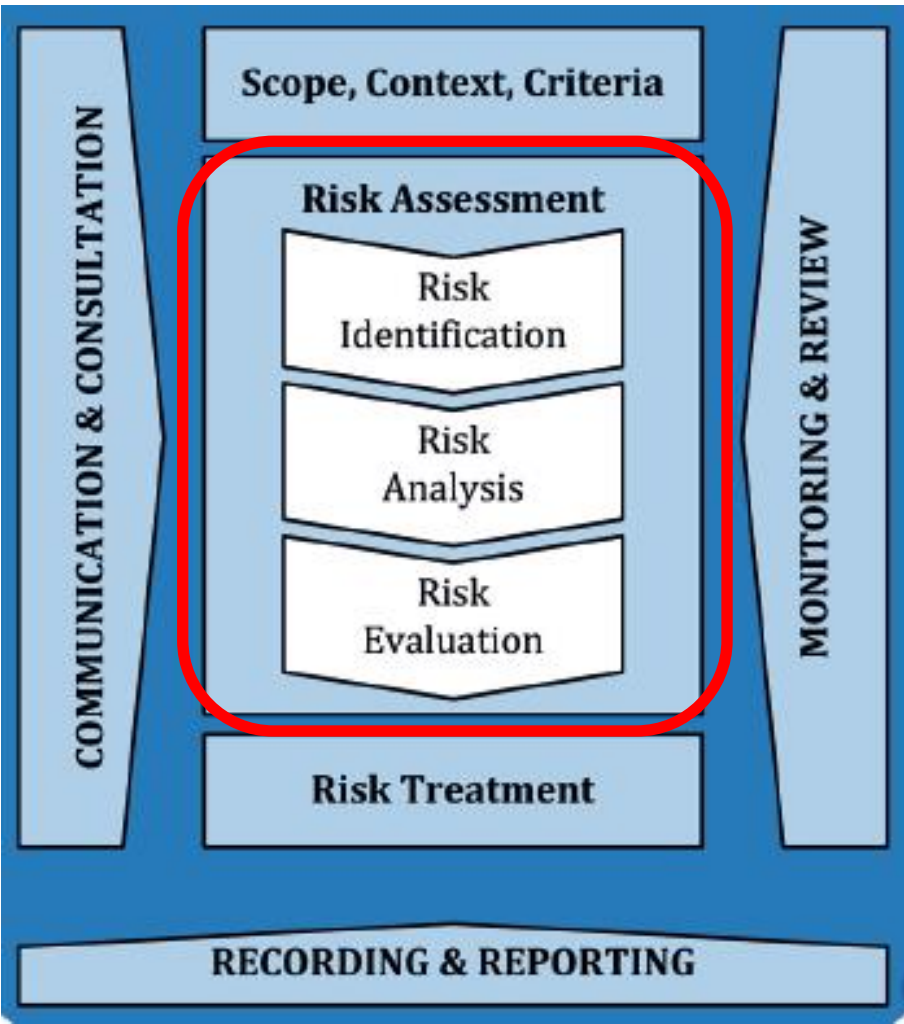 Scope, Context, Criteria
Risk Assessment
Risk
Identification
Risk
Analysis
Risk
Evaluation
Risk Treatment
COMMUNICATION & CONSULTATION
MONITORING & REVIEW
RECORDING & REPORTING